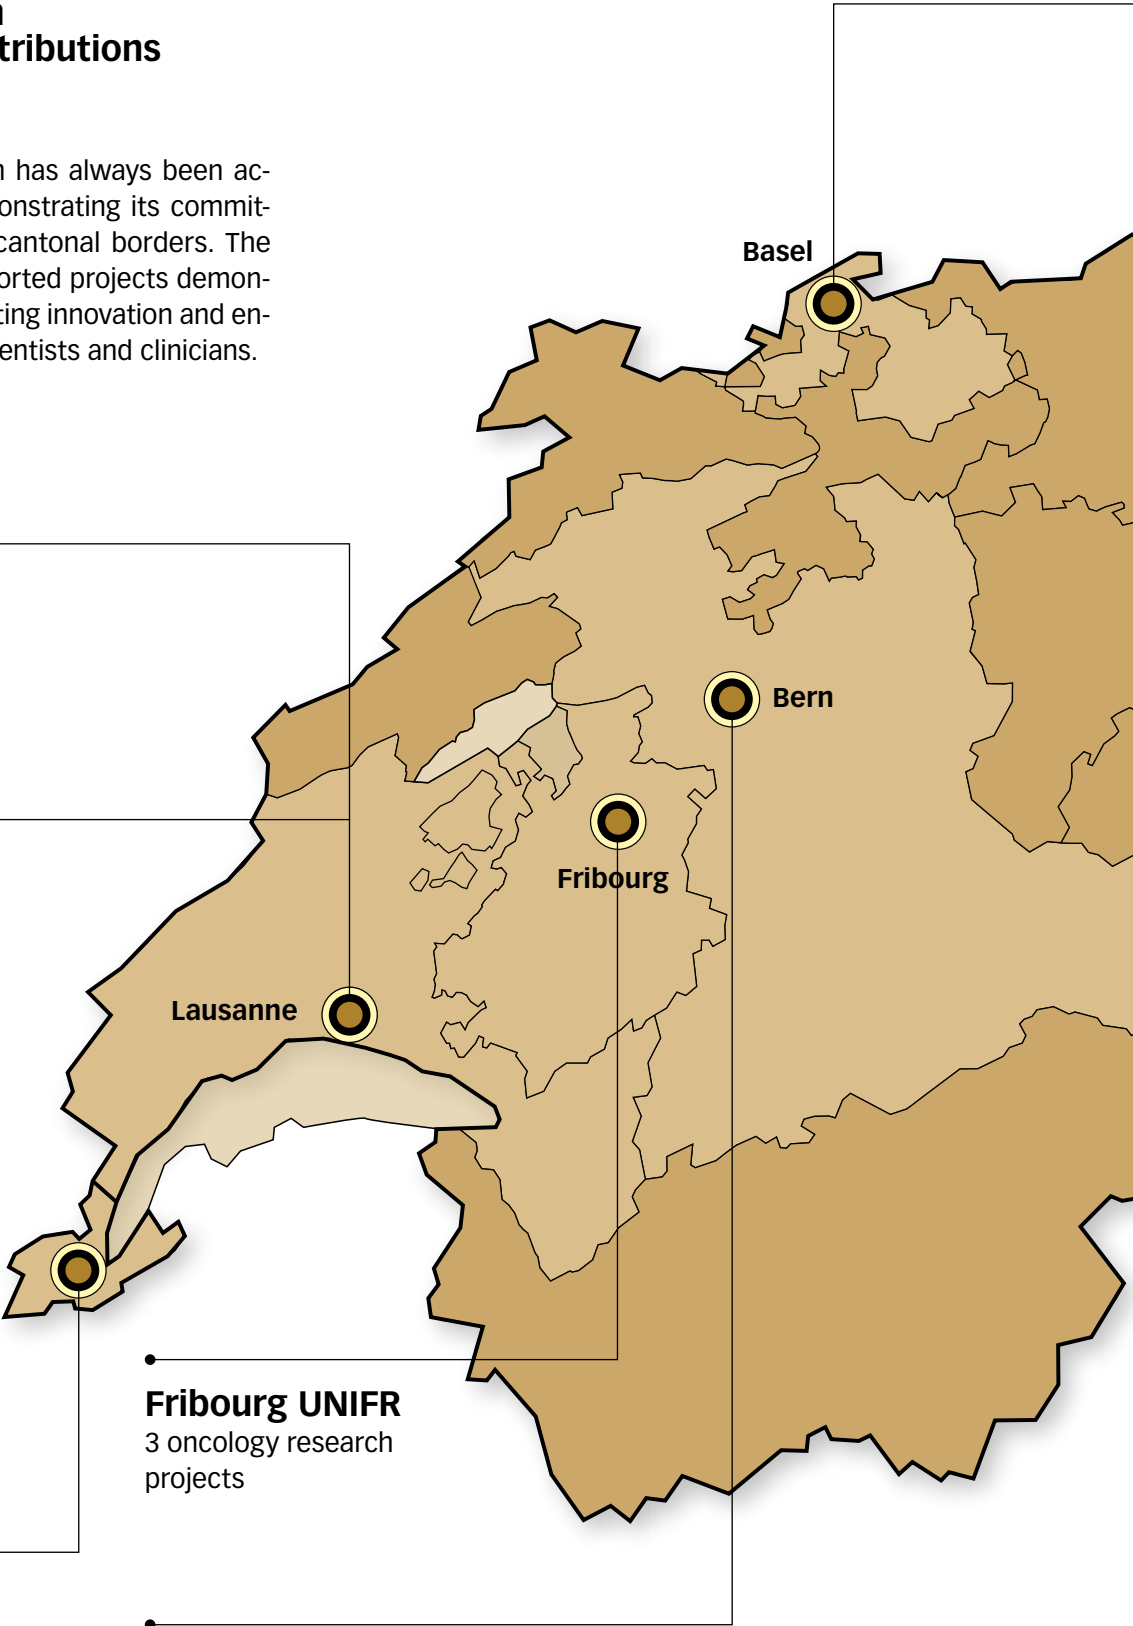 tributions
has always been ac-
onstrating its commit-
cantonal borders. The
orted projects demon-
ting innovation and en-
entists and clinicians.
Basel
Bern
Fribourg
Lausanne
Fribourg UNIFR
3 oncology research
projects